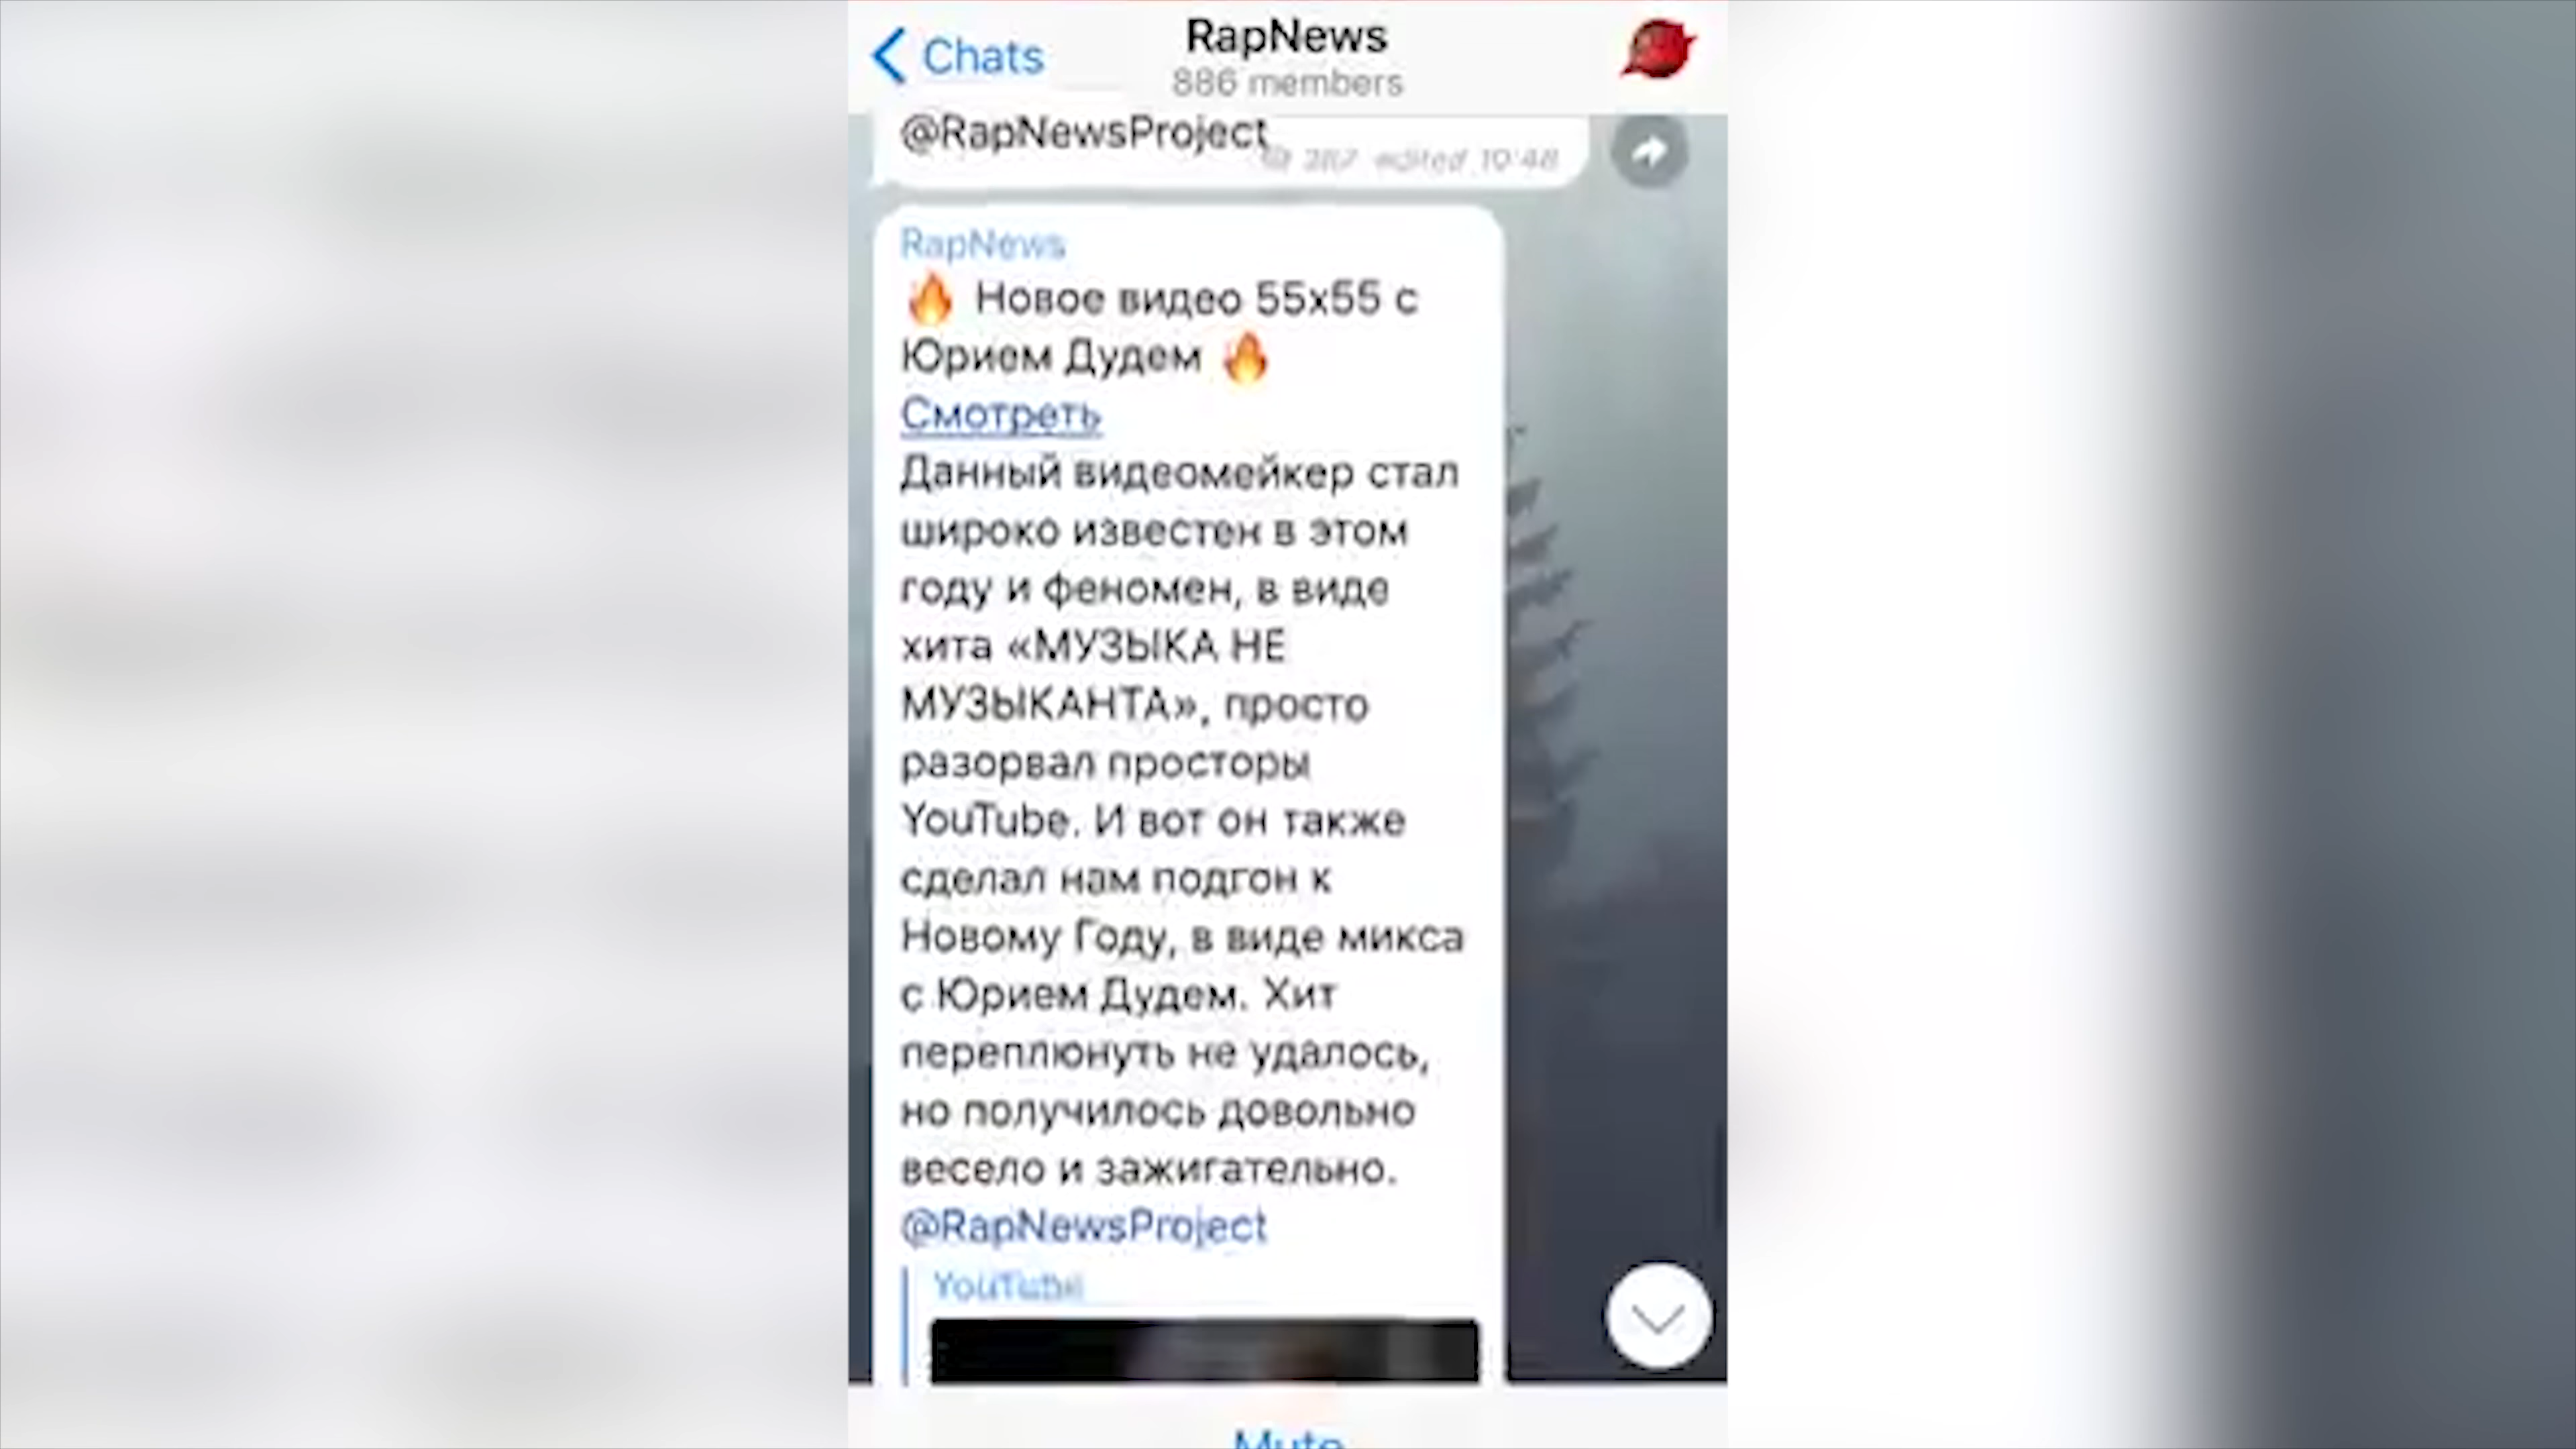 Chats
RapNews
886 members
@RapNewsProject
edited 19:48
RapNews
Новое видео 55x55 с
Юрием Дудем
Смотреть
Данный видеомейкер стал
широко известен в этом
году и феномен, в виде
хита «МУЗЫКА НЕ
МУЗЫКАНТА», просто
разорвал просторы
YouTube. И вот он также
сделал нам подгон к
Новому Году, в виде микса
с Юрием Дудем. Хит
переплюнуть не удалось,
но получилось довольно
весело и зажигательно.
@RapNewsProject
YouTube
Mute